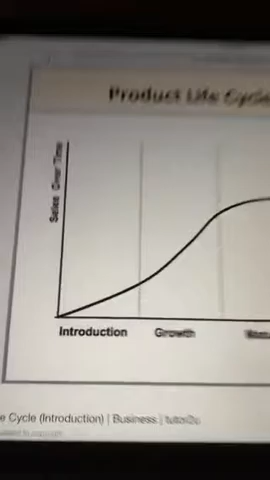 Product Life Cycle
Sales Over Time
Introduction Growth
e Cycle (Introduction) | Business | tutor2u